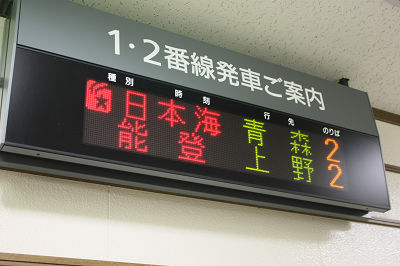 1・2番線発車ご案内
種別 時刻 行先 のりば
日本海 青森 2
能登 上野 2